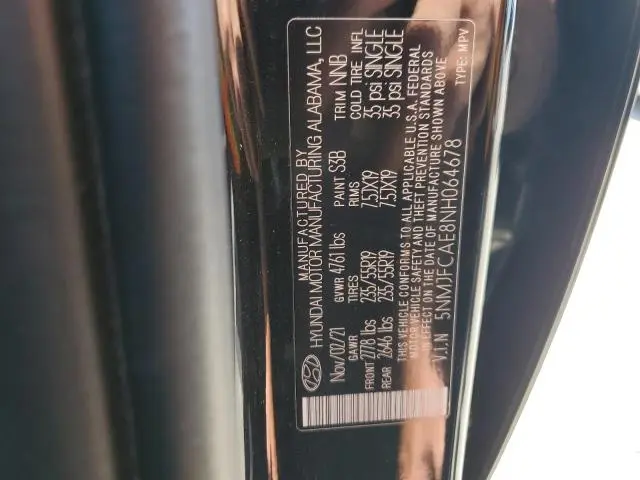 MANUFACTURED BY
HYUNDAI MOTOR MANUFACTURING ALABAMA, LLC
Nov/02/21 GVWR 4761 lbs PAINT S3B TRIM NNB
GAWR TIRES RIMS COLD TIRE INFL
FRONT 2778 lbs 235/55R19 7.5JX19 35 psi SINGLE
REAR 2646 lbs 235/55R19 7.5JX19 35 psi SINGLE
THIS VEHICLE CONFORMS TO ALL APPLICABLE U.S.A. FEDERAL
MOTOR VEHICLE SAFETY AND THEFT PREVENTION STANDARDS
IN EFFECT ON THE DATE OF MANUFACTURE SHOWN ABOVE
V.I.N 5NMJFCAE8NH064678 TYPE: MPV